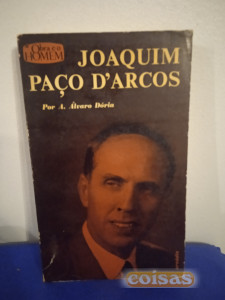 A Obra e o
HOMEM
JOAQUIM
PAÇO D'ARCOS
Por A. Álvaro Dória
coisas